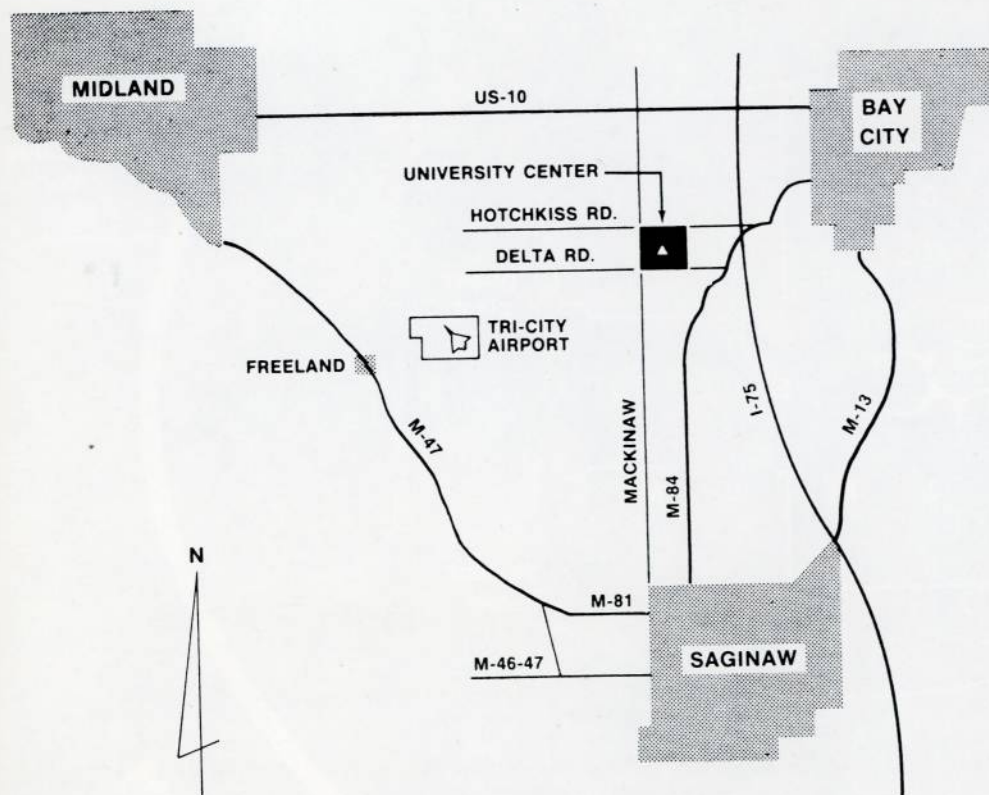 MIDLAND
US-10
BAY
CITY
UNIVERSITY CENTER
HOTCHKISS RD.
DELTA RD.
TRI-CITY
AIRPORT
FREELAND
M-47
MACKINAW
M-84
I-75
M-13
N
M-81
M-46-47
SAGINAW